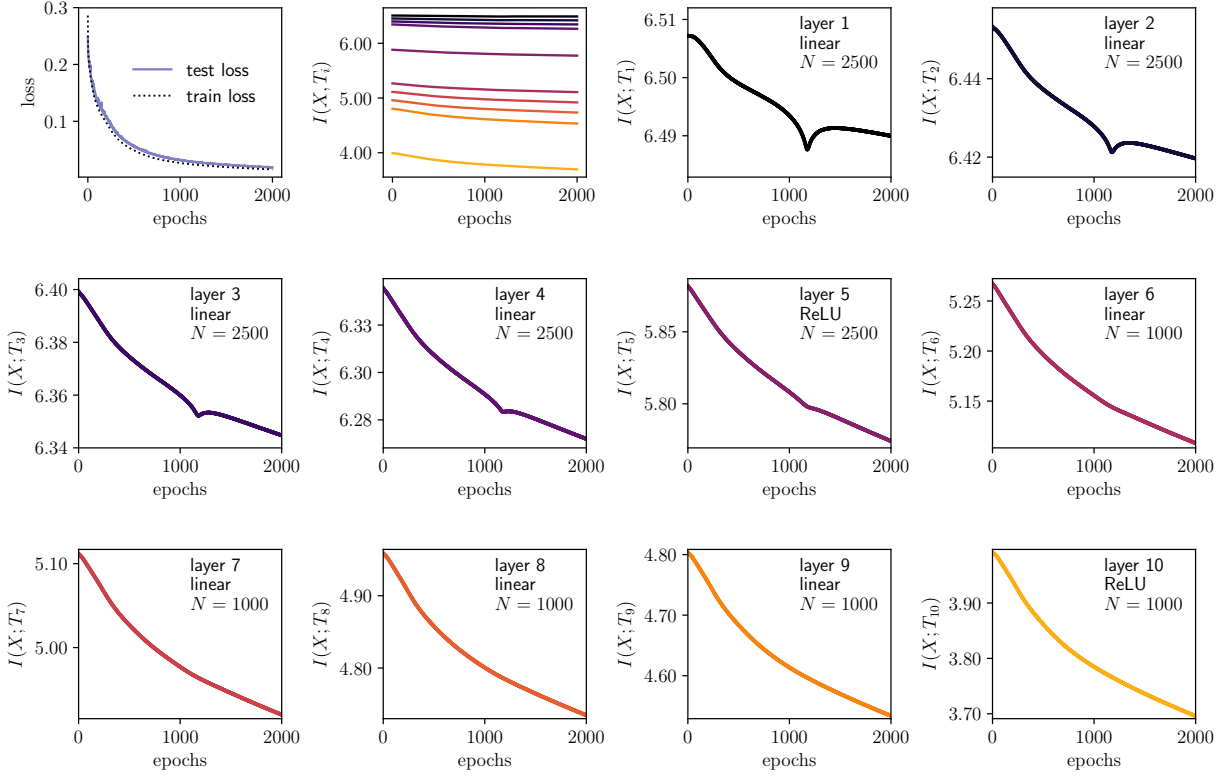 0.3
0.2
0.1
loss
test loss
train loss
0
1000
2000
epochs
6.00
5.00
4.00
I(X, T_i)
0
1000
2000
epochs
6.51
6.50
6.49
I(X; T_1)
layer 1
linear
N = 2500
0
1000
2000
epochs
6.44
6.42
I(X; T_2)
layer 2
linear
N = 2500
0
1000
2000
epochs
6.40
6.38
6.36
6.34
I(X; T_3)
layer 3
linear
N = 2500
0
1000
2000
epochs
6.33
6.30
6.28
I(X; T_4)
layer 4
linear
N = 2500
0
1000
2000
epochs
5.85
5.80
I(X; T_5)
layer 5
ReLU
N = 2500
0
1000
2000
epochs
5.25
5.20
5.15
I(X; T_6)
layer 6
linear
N = 1000
0
1000
2000
epochs
5.10
5.00
I(X; T_7)
layer 7
linear
N = 1000
0
1000
2000
epochs
4.90
4.80
I(X; T_8)
layer 8
linear
N = 1000
0
1000
2000
epochs
4.80
4.70
4.60
I(X; T_9)
layer 9
linear
N = 1000
0
1000
2000
epochs
3.90
3.80
3.70
I(X; T_10)
layer 10
ReLU
N = 1000
0
1000
2000
epochs